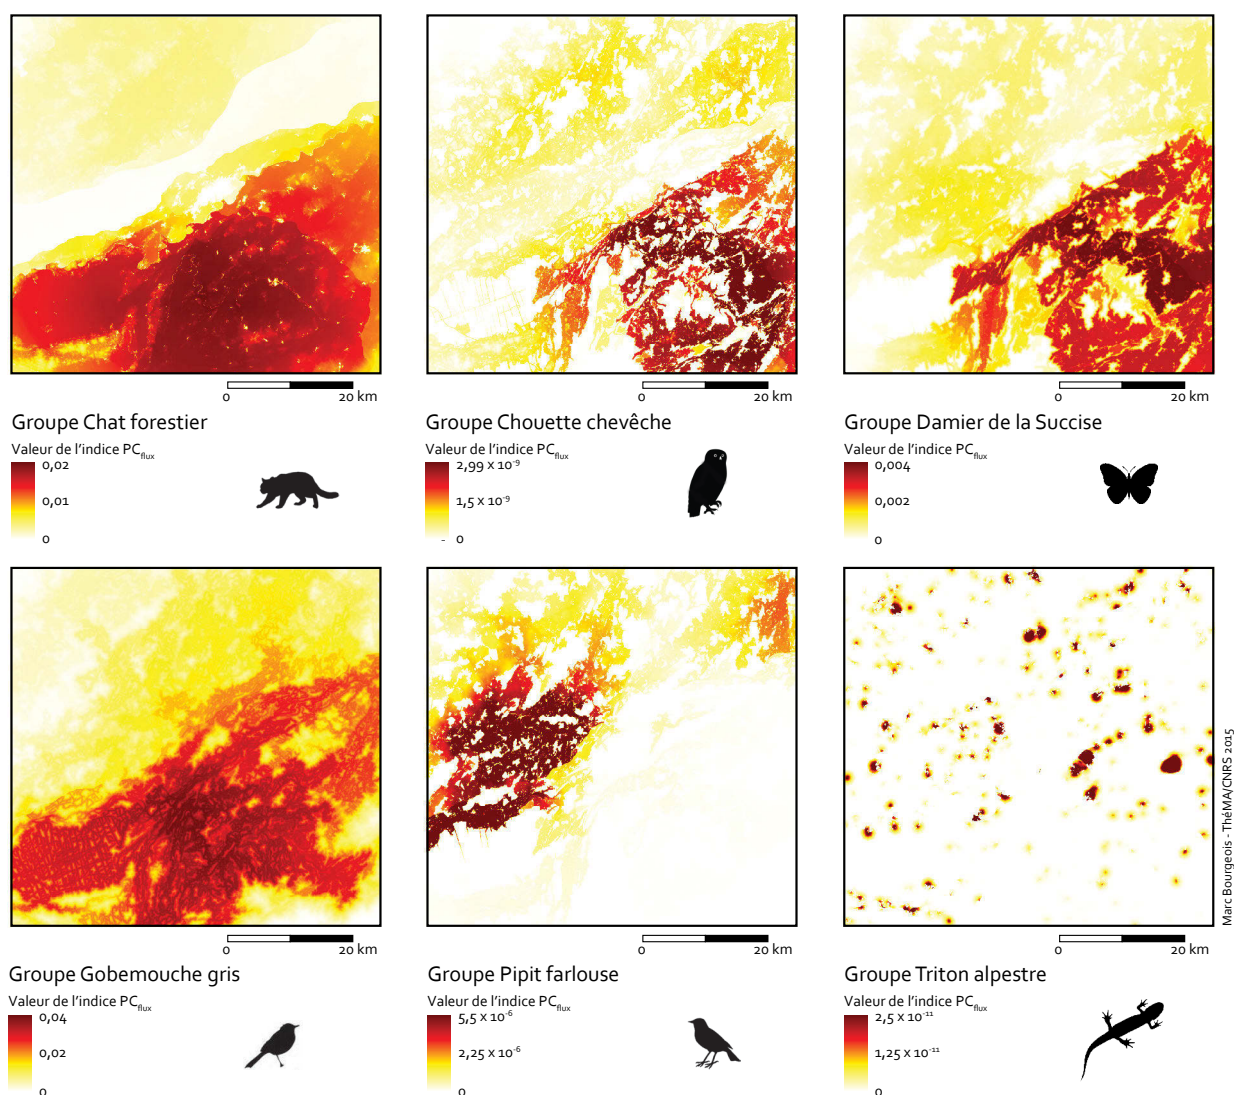 0 20 km
0 20 km
0 20 km
Groupe Chat forestier
Valeur de l'indice PCflux
0,02
0,01
0
Groupe Chouette chevêche
Valeur de l'indice PCflux
2,99 x 10-9
1,5 x 10-9
- 0
Groupe Damier de la Succise
Valeur de l'indice PCflux
0,004
0,002
0
0 20 km
0 20 km
0 20 km
Groupe Gobemouche gris
Valeur de l'indice PCflux
0,04
0,02
0
Groupe Pipit farlouse
Valeur de l'indice PCflux
5,5 x 10-6
2,25 x 10-6
0
Groupe Triton alpestre
Valeur de l'indice PCflux
2,5 x 10-11
1,25 x 10-11
0
Marc Bourgeois - ThéMA/CNRS 2015